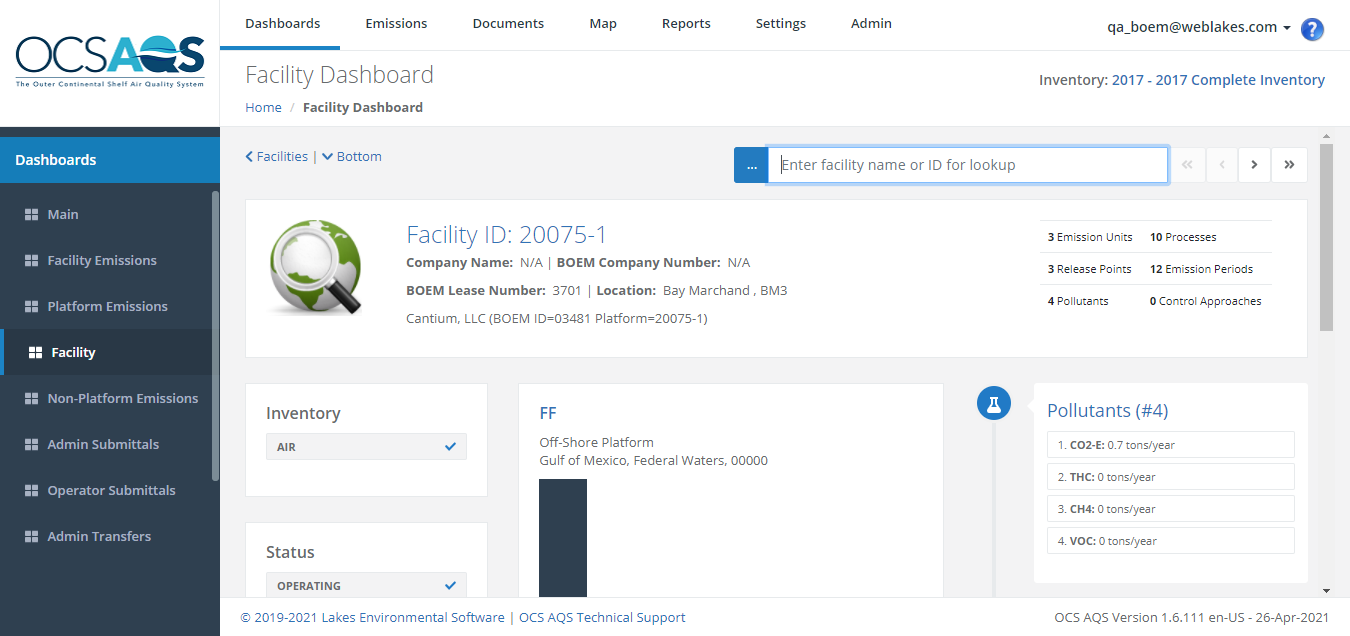 OCSAQS
The Outer Continental Shelf Air Quality System
Dashboards Emissions Documents Map Reports Settings Admin
qa_boem@weblakes.com ?
Facility Dashboard
Home / Facility Dashboard
Inventory: 2017 - 2017 Complete Inventory
Dashboards
Main
Facility Emissions
Platform Emissions
Facility
Non-Platform Emissions
Admin Submittals
Operator Submittals
Admin Transfers
Facilities | Bottom
... Enter facility name or ID for lookup
Facility ID: 20075-1
Company Name: N/A | BOEM Company Number: N/A
BOEM Lease Number: 3701 | Location: Bay Marchand , BM3
Cantium, LLC (BOEM ID=03481 Platform=20075-1)
3 Emission Units 10 Processes
3 Release Points 12 Emission Periods
4 Pollutants 0 Control Approaches
Inventory
AIR
Status
OPERATING
FF
Off-Shore Platform
Gulf of Mexico, Federal Waters, 00000
Pollutants (#4)
1. CO2-E: 0.7 tons/year
2. THC: 0 tons/year
3. CH4: 0 tons/year
4. VOC: 0 tons/year
© 2019-2021 Lakes Environmental Software | OCS AQS Technical Support
OCS AQS Version 1.6.111 en-US - 26-Apr-2021